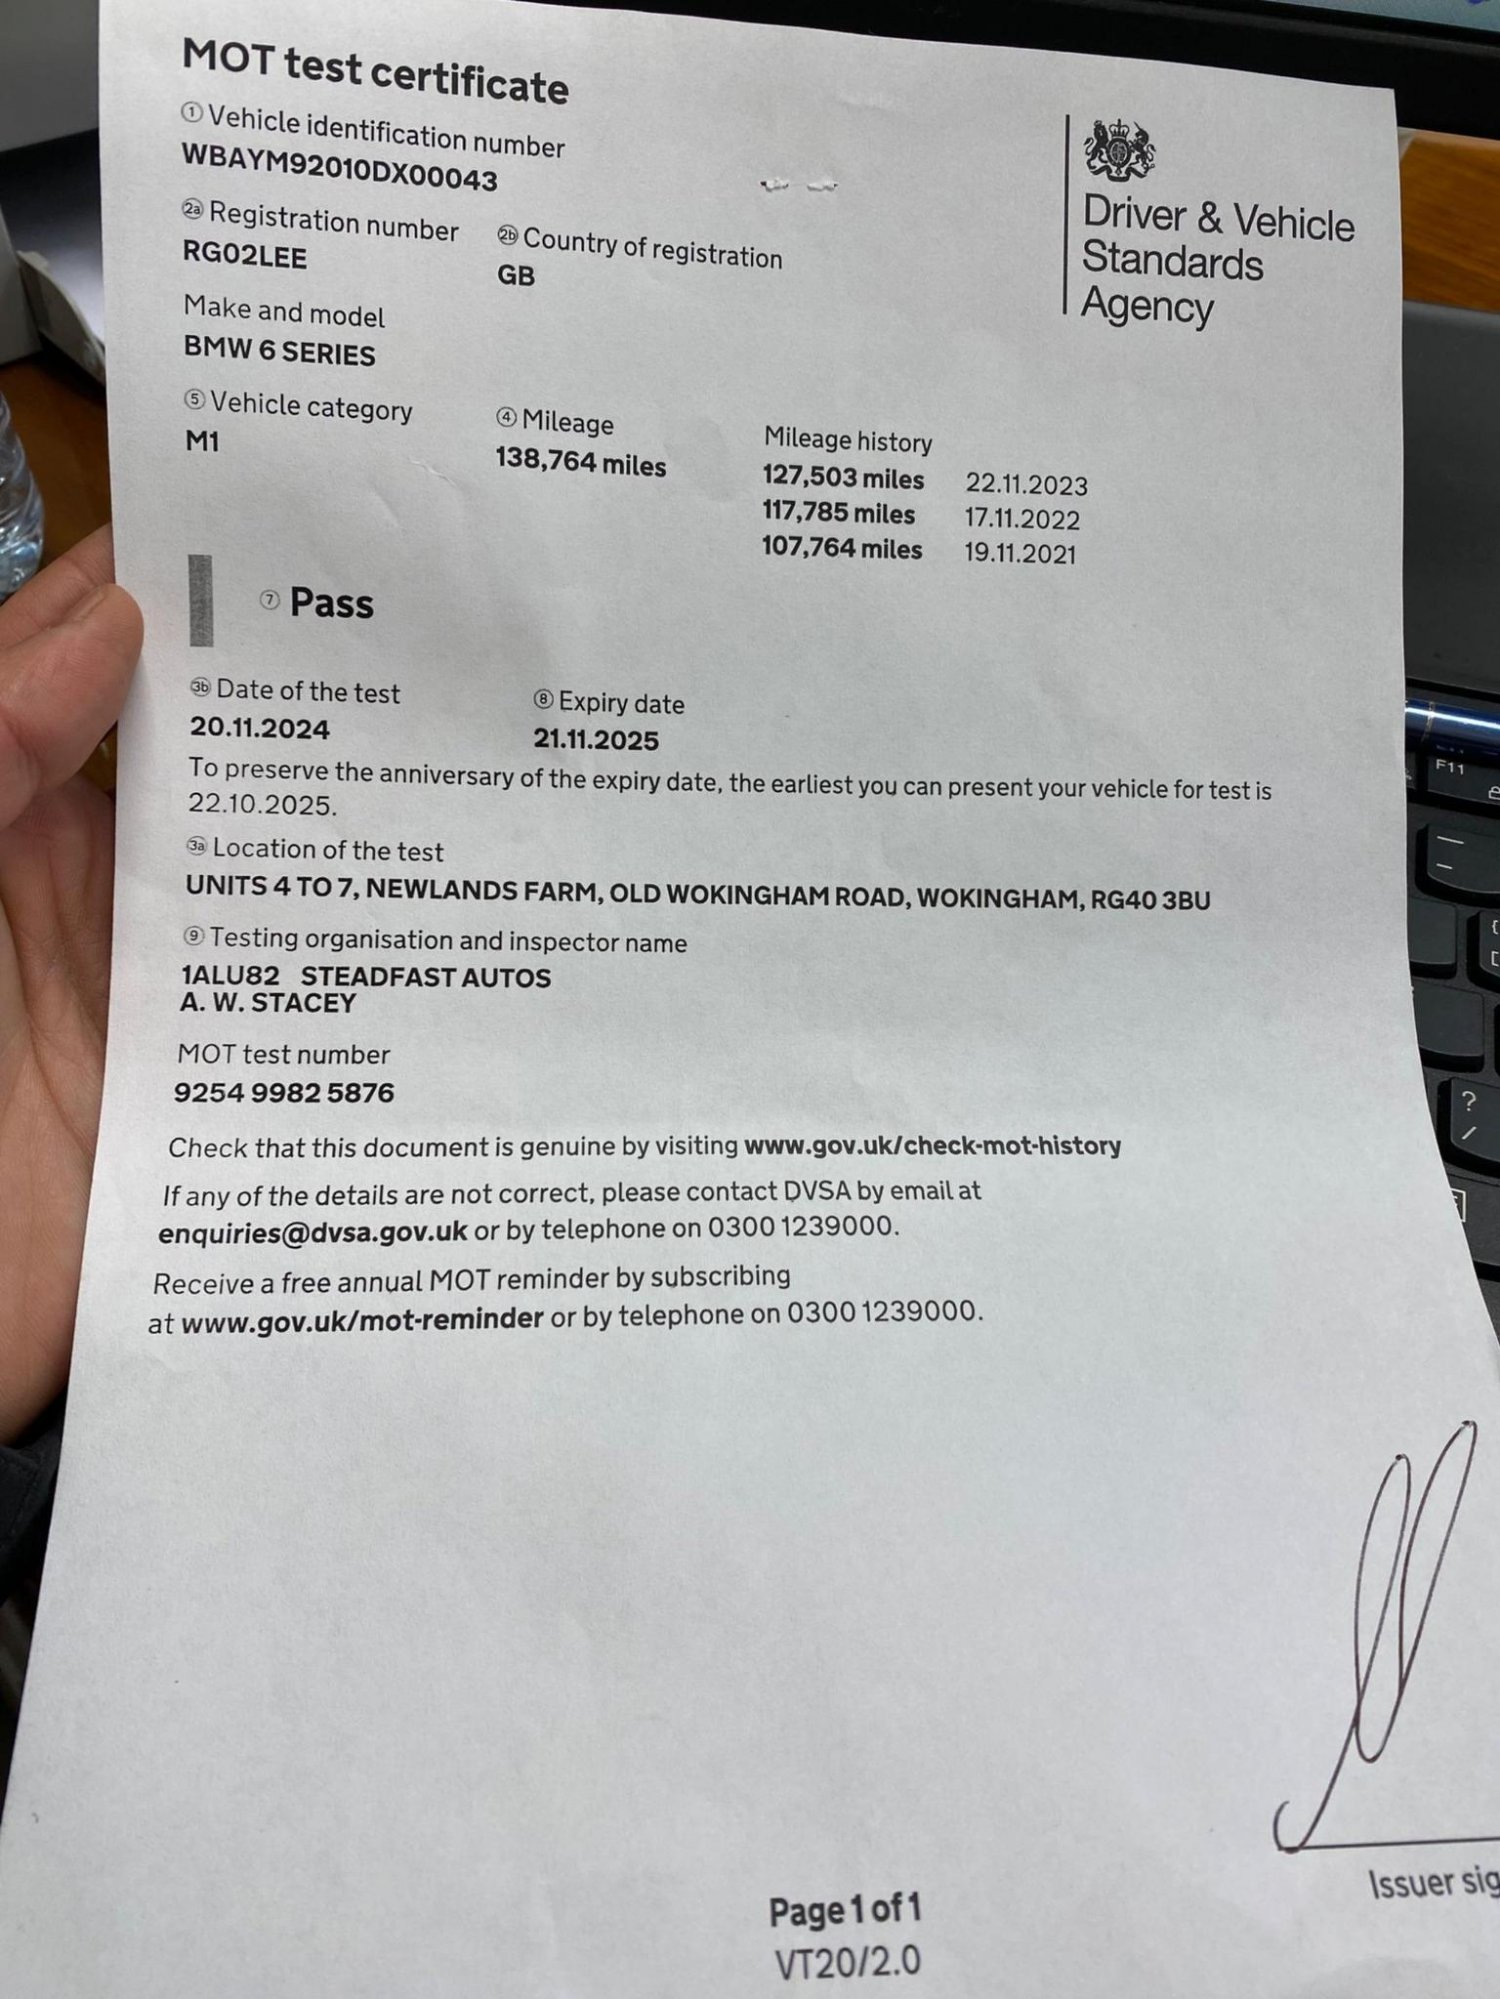 MOT test certificate
Driver & Vehicle
Standards
Agency
1 Vehicle identification number
WBAYM92010DX00043
2a Registration number
RG02LEE
2b Country of registration
GB
Make and model
BMW 6 SERIES
5 Vehicle category
M1
4 Mileage
138,764 miles
Mileage history
127,503 miles 22.11.2023
117,785 miles 17.11.2022
107,764 miles 19.11.2021
7 Pass
3b Date of the test
20.11.2024
8 Expiry date
21.11.2025
To preserve the anniversary of the expiry date, the earliest you can present your vehicle for test is
22.10.2025.
3a Location of the test
UNITS 4 TO 7, NEWLANDS FARM, OLD WOKINGHAM ROAD, WOKINGHAM, RG40 3BU
9 Testing organisation and inspector name
1ALU82 STEADFAST AUTOS
A. W. STACEY
MOT test number
9254 9982 5876
Check that this document is genuine by visiting www.gov.uk/check-mot-history
If any of the details are not correct, please contact DVSA by email at
enquiries@dvsa.gov.uk or by telephone on 0300 1239000.
Receive a free annual MOT reminder by subscribing
at www.gov.uk/mot-reminder or by telephone on 0300 1239000.
Issuer sig
Page 1 of 1
VT20/2.0
F11
{
[
?
/